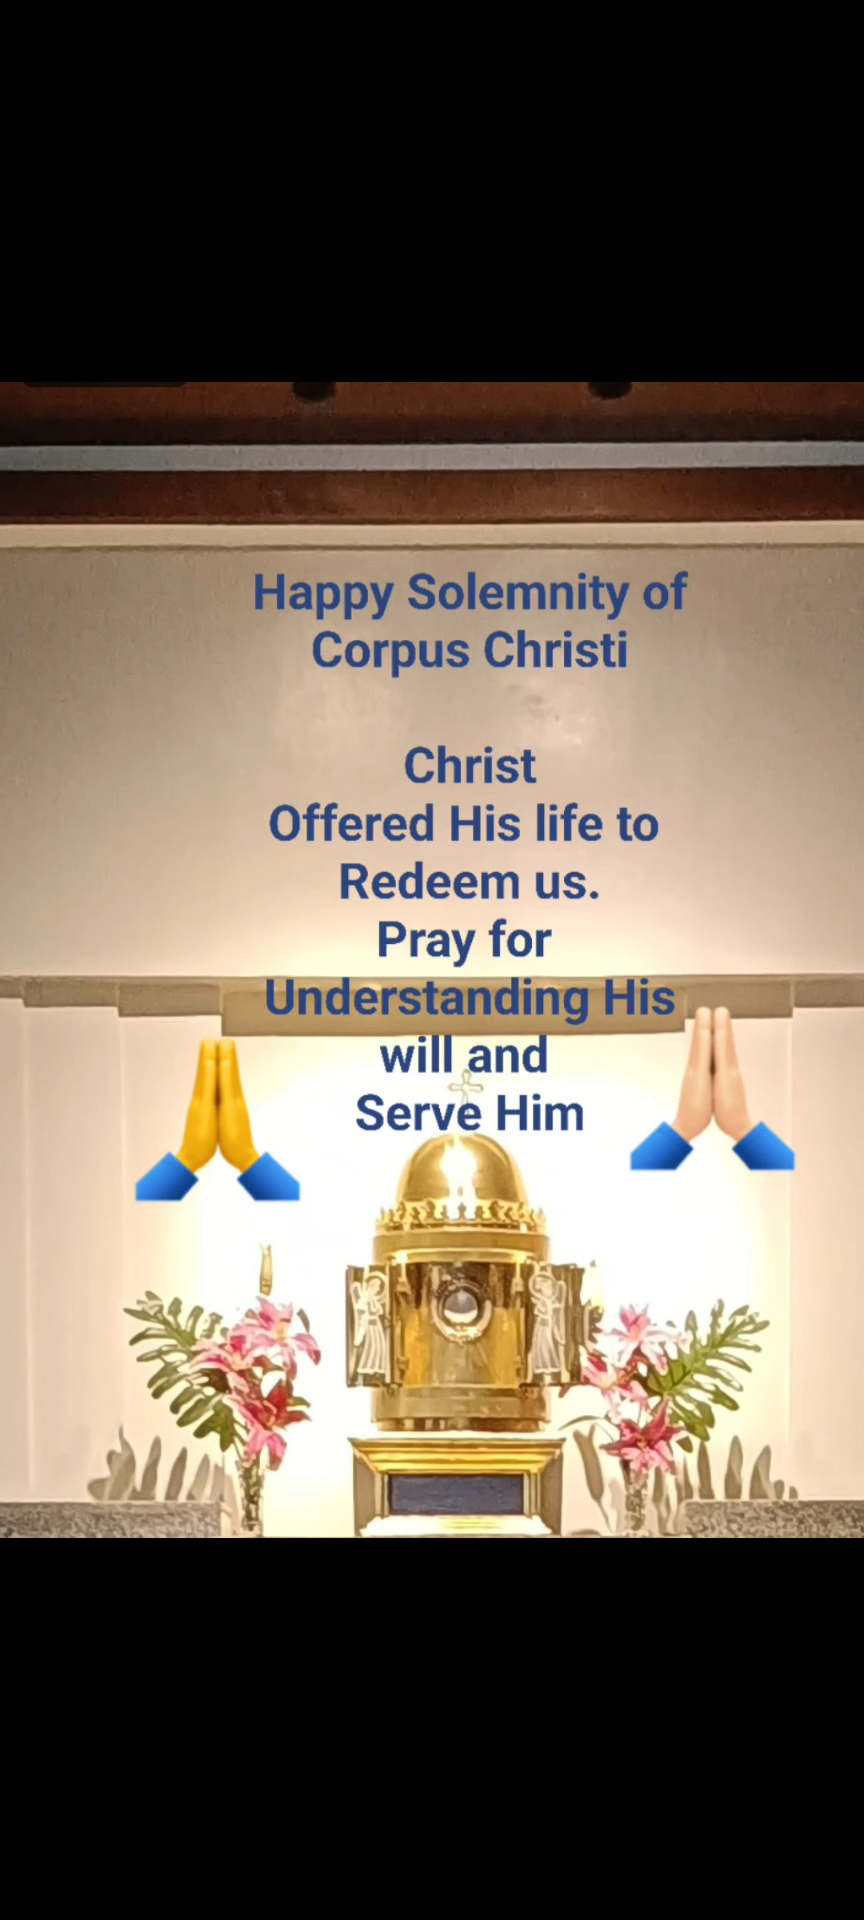 Happy Solemnity of
Corpus Christi
Christ
Offered His life to
Redeem us.
Pray for
Understanding His
will and
Serve Him